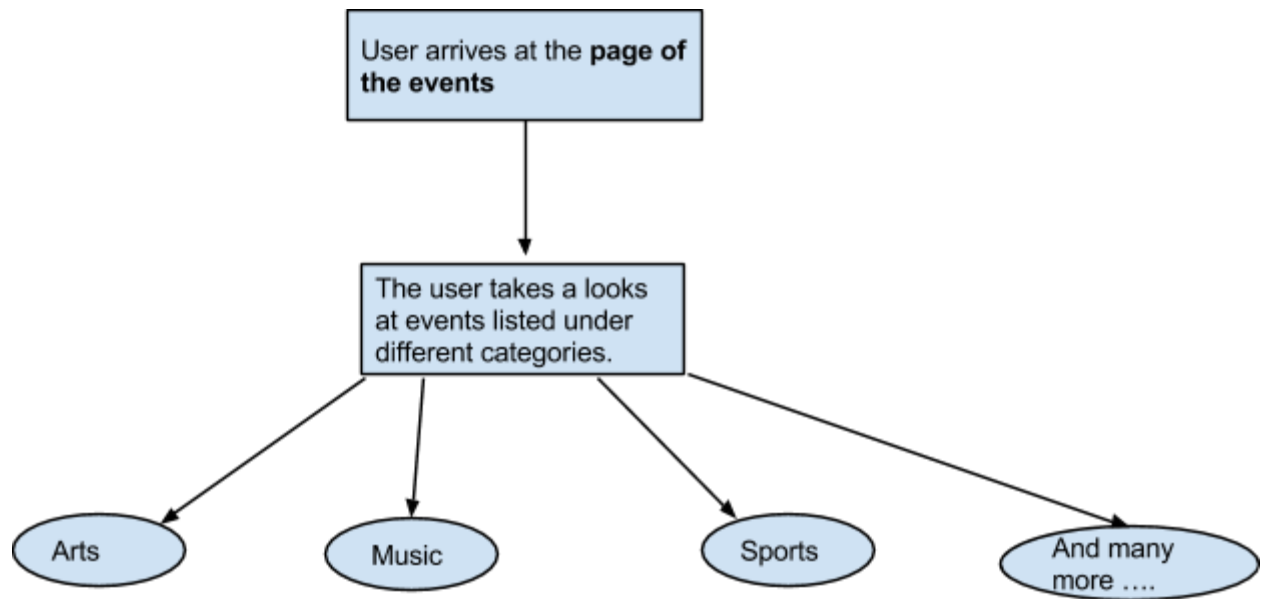 User arrives at the page of
the events
The user takes a looks
at events listed under
different categories.
Arts
Music
Sports
And many
more ....